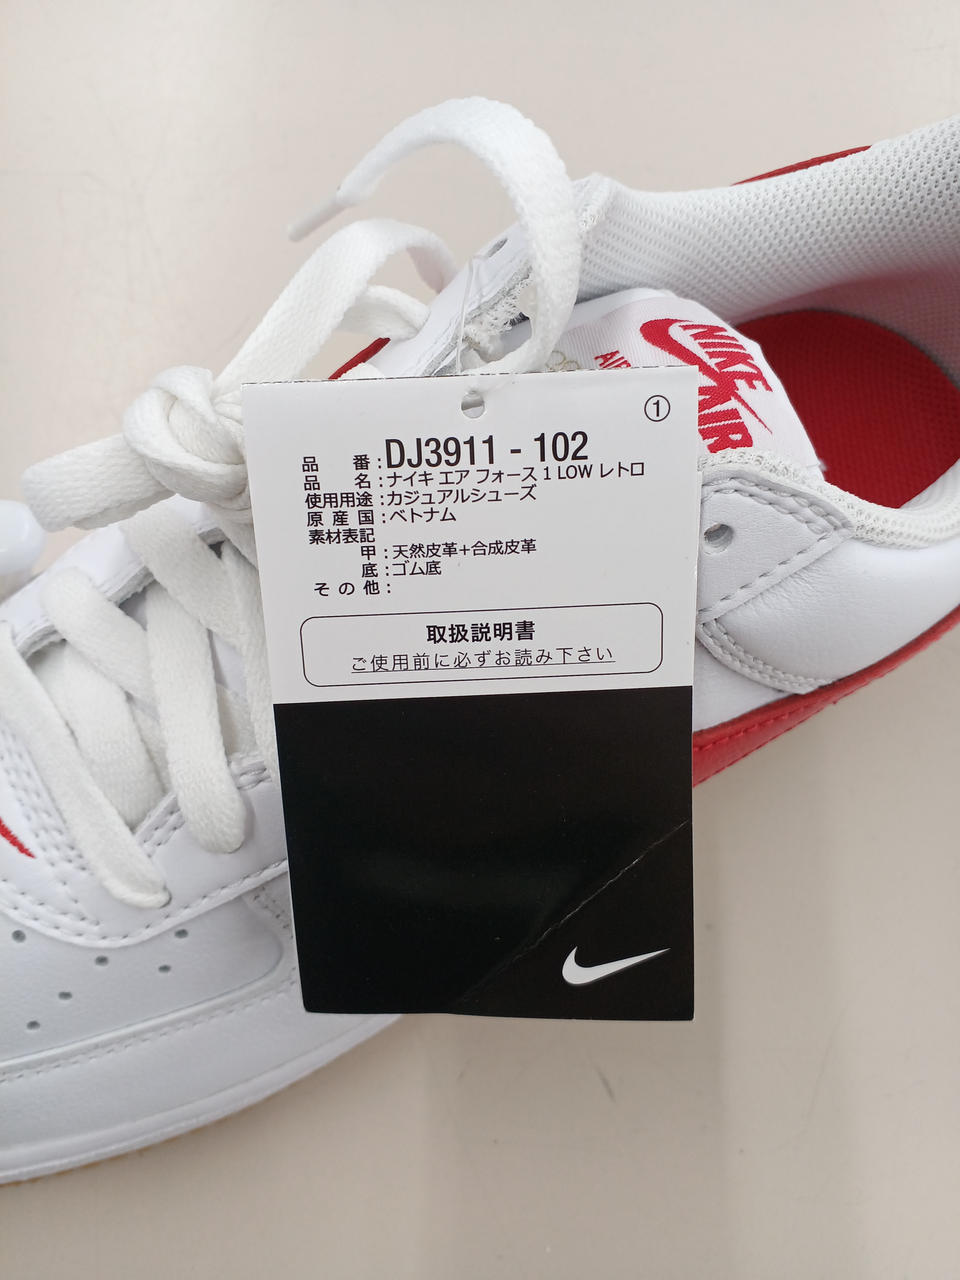 ①
品番:DJ3911 - 102
品名:ナイキ エア フォース 1 LOW レトロ
使用用途:カジュアルシューズ
原産国:ベトナム
素材表記
甲:天然皮革+合成皮革
底:ゴム底
その他:
取扱説明書
ご使用前に必ずお読み下さい
NIKE
AIR
AIR